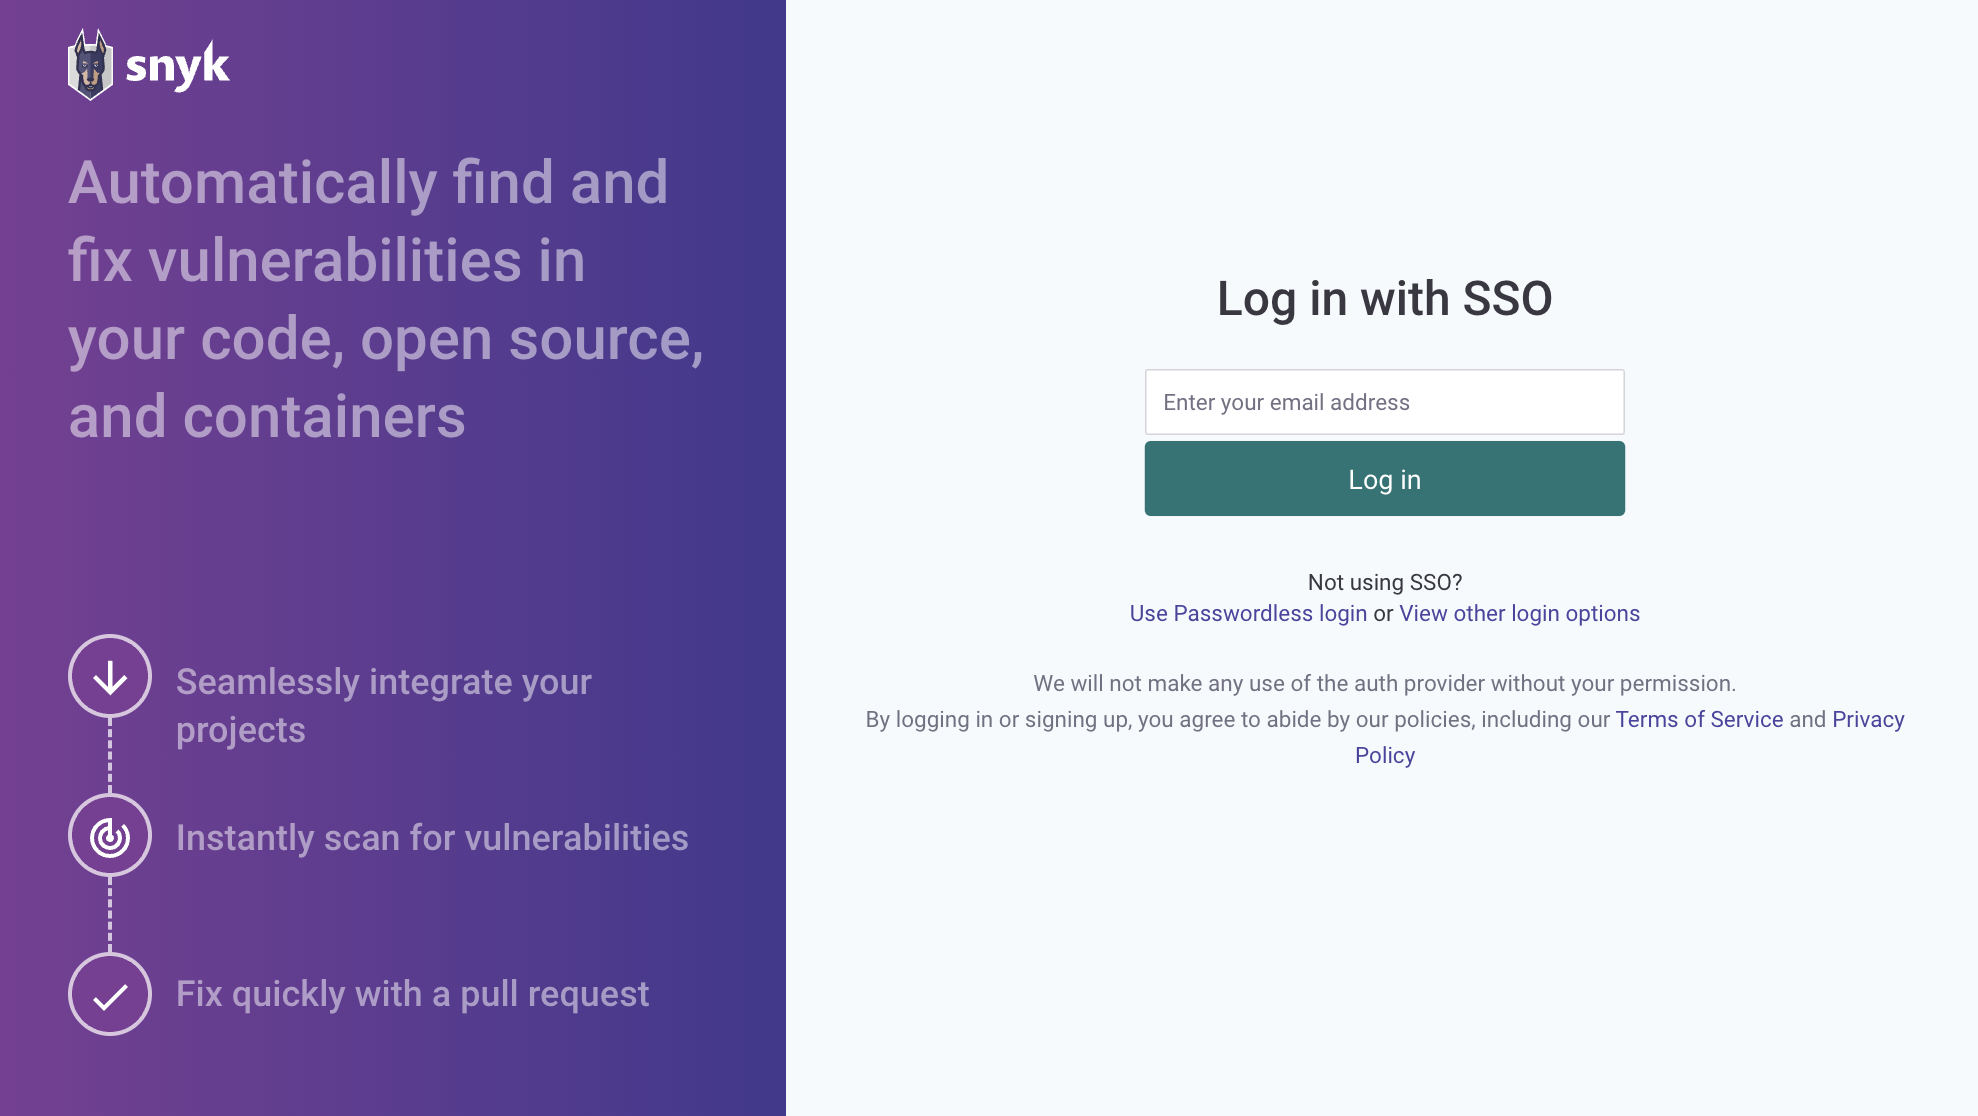 snyk
Automatically find and
fix vulnerabilities in
your code, open source,
and containers
Seamlessly integrate your
projects
Instantly scan for vulnerabilities
Fix quickly with a pull request
Log in with SSO
Enter your email address
Log in
Not using SSO?
Use Passwordless login or View other login options
We will not make any use of the auth provider without your permission.
By logging in or signing up, you agree to abide by our policies, including our Terms of Service and Privacy
Policy